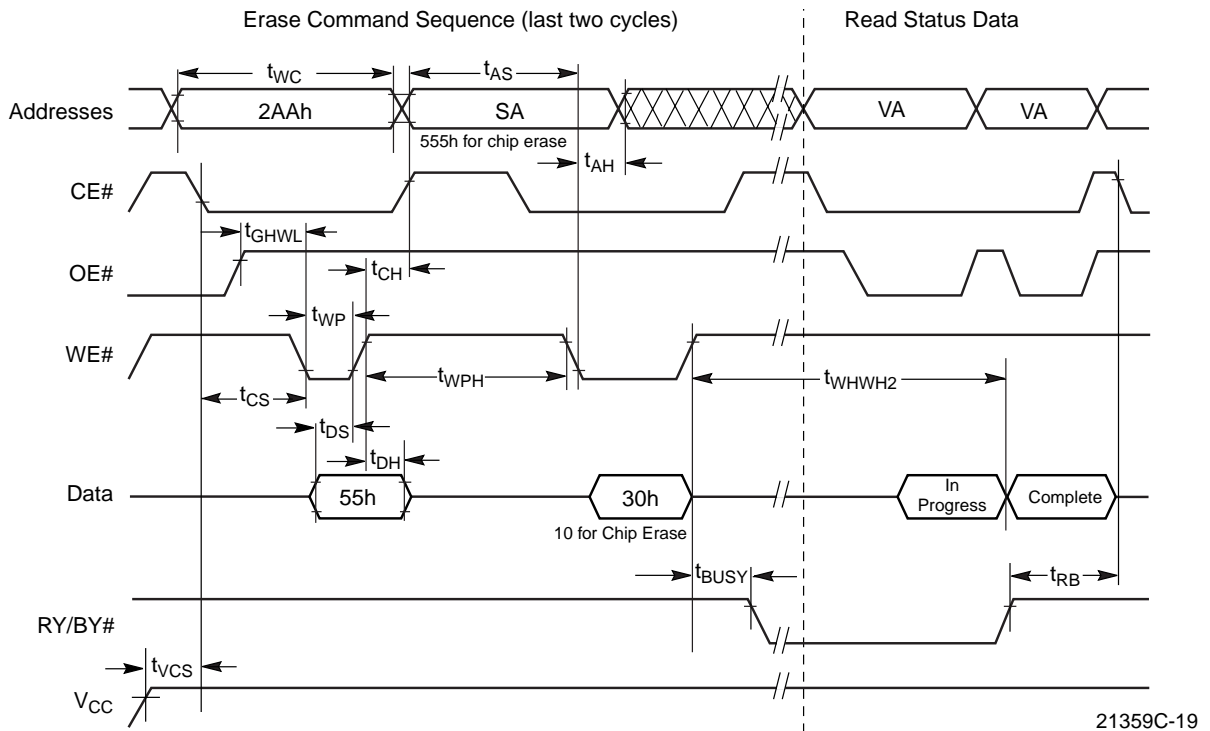 Erase Command Sequence (last two cycles)
Read Status Data
tWC
tAS
Addresses
2AAh
SA
VA
VA
555h for chip erase
tAH
CE#
tGHWL
OE#
tCH
tWP
WE#
tWPH
tWHWH2
tCS
tDS
tDH
Data
55h
30h
In
Progress
Complete
10 for Chip Erase
tBUSY
tRB
RY/BY#
tVCS
VCC
21359C-19